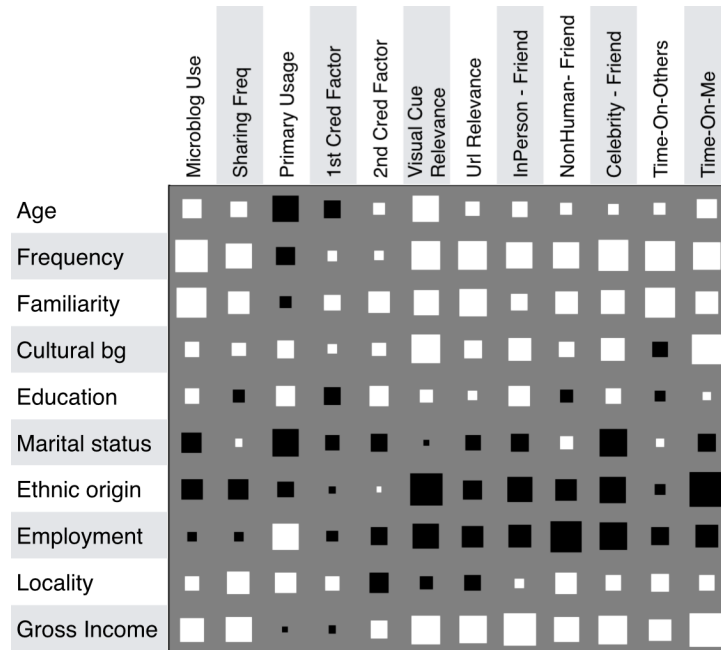 Microblog Use
Sharing Freq
Primary Usage
1st Cred Factor
2nd Cred Factor
Visual Cue
Relevance
Url Relevance
InPerson - Friend
NonHuman- Friend
Celebrity - Friend
Time-On-Others
Time-On-Me
Age
Frequency
Familiarity
Cultural bg
Education
Marital status
Ethnic origin
Employment
Locality
Gross Income